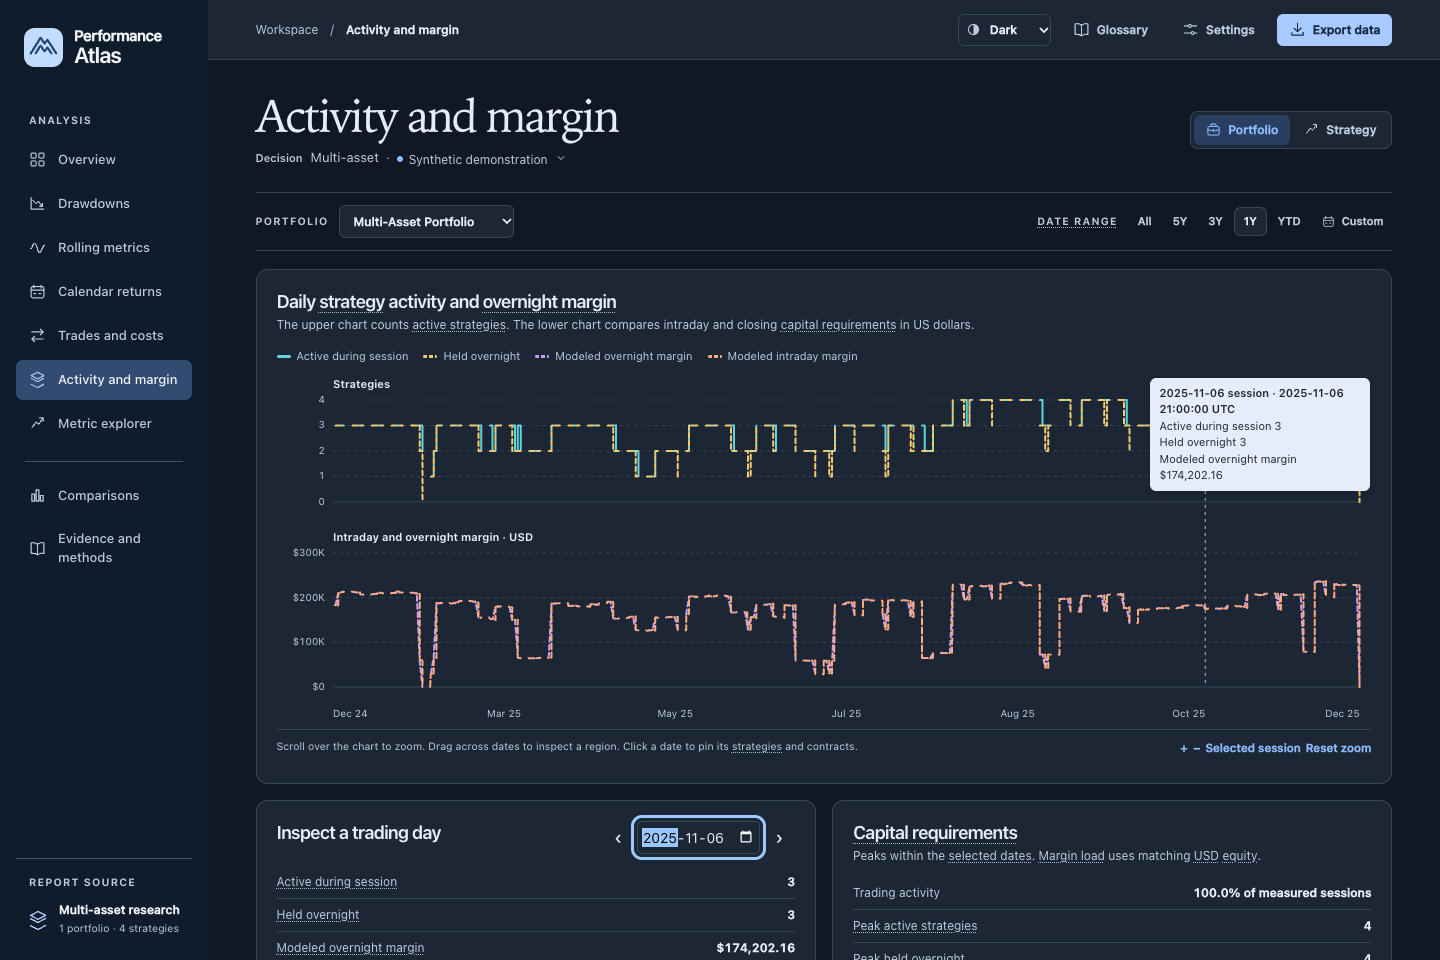 Performance
Atlas
ANALYSIS
Overview
Drawdowns
Rolling metrics
Calendar returns
Trades and costs
Activity and margin
Metric explorer
Comparisons
Evidence and
methods
REPORT SOURCE
Multi-asset research
1 portfolio · 4 strategies
Workspace / Activity and margin
Dark
Glossary
Settings
Export data
Activity and margin
Decision Multi-asset · Synthetic demonstration
Portfolio
Strategy
PORTFOLIO
Multi-Asset Portfolio
DATE RANGE All 5Y 3Y 1Y YTD Custom
Daily strategy activity and overnight margin
The upper chart counts active strategies. The lower chart compares intraday and closing capital requirements in US dollars.
Active during session Held overnight Modeled overnight margin Modeled intraday margin
Strategies
4
3
2
1
0
2025-11-06 session · 2025-11-06
21:00:00 UTC
Active during session 3
Held overnight 3
Modeled overnight margin
$174,202.16
Intraday and overnight margin · USD
$300K
$200K
$100K
$0
Dec 24 Mar 25 May 25 Jul 25 Aug 25 Oct 25 Dec 25
Scroll over the chart to zoom. Drag across dates to inspect a region. Click a date to pin its strategies and contracts.
+ − Selected session Reset zoom
Inspect a trading day
‹ 2025-11-06 ›
Active during session 3
Held overnight 3
Modeled overnight margin $174,202.16
Capital requirements
Peaks within the selected dates. Margin load uses matching USD equity.
Trading activity 100.0% of measured sessions
Peak active strategies 4
Peak held overnight 4